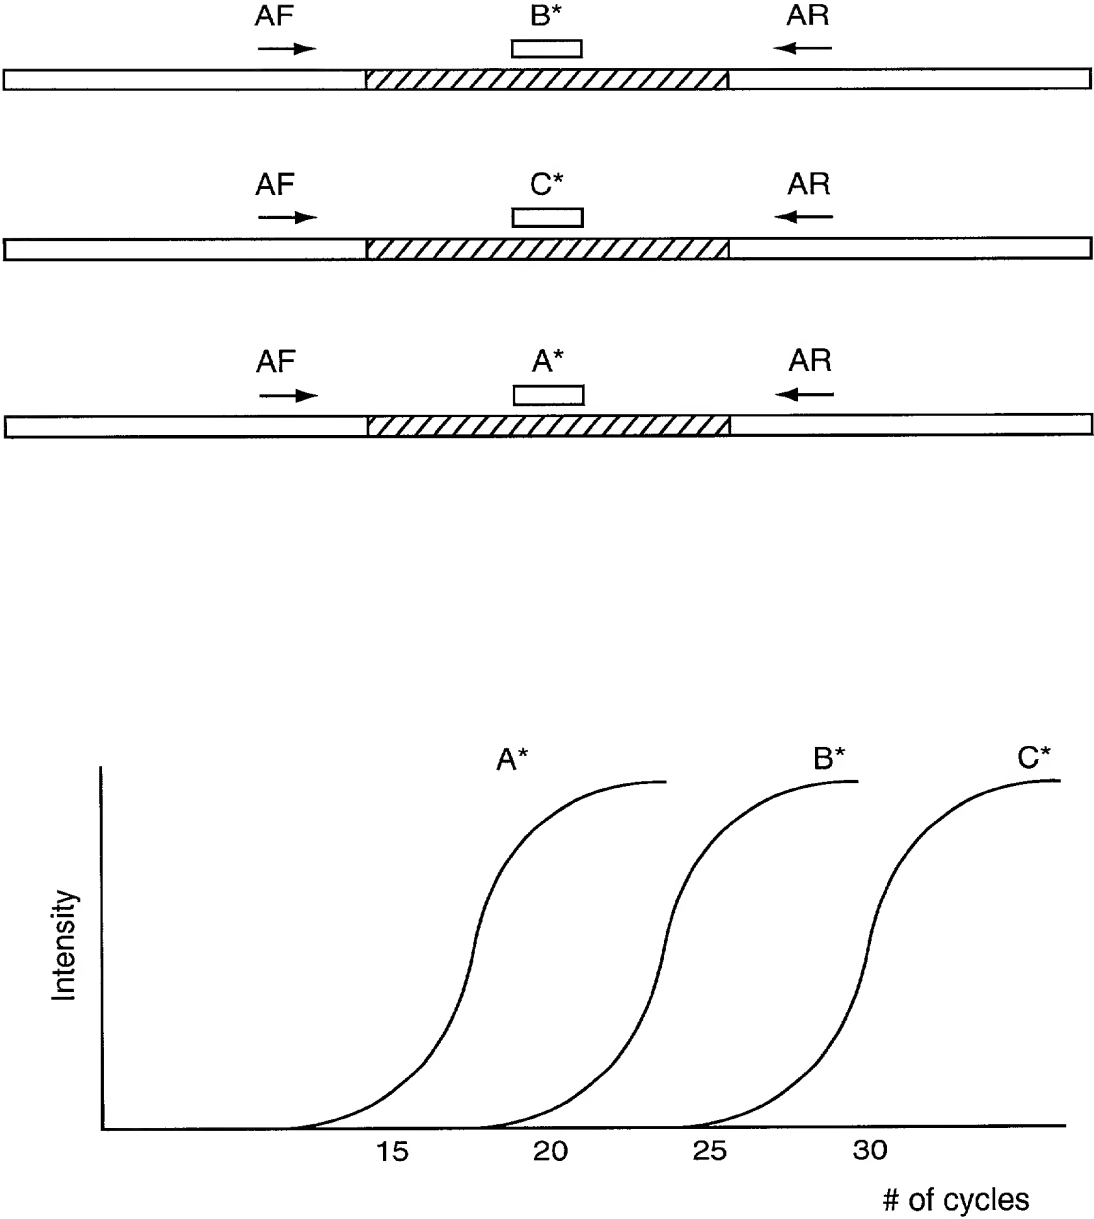 AF B* AR
AF C* AR
AF A* AR
A* B* C*
Intensity
15 20 25 30
# of cycles